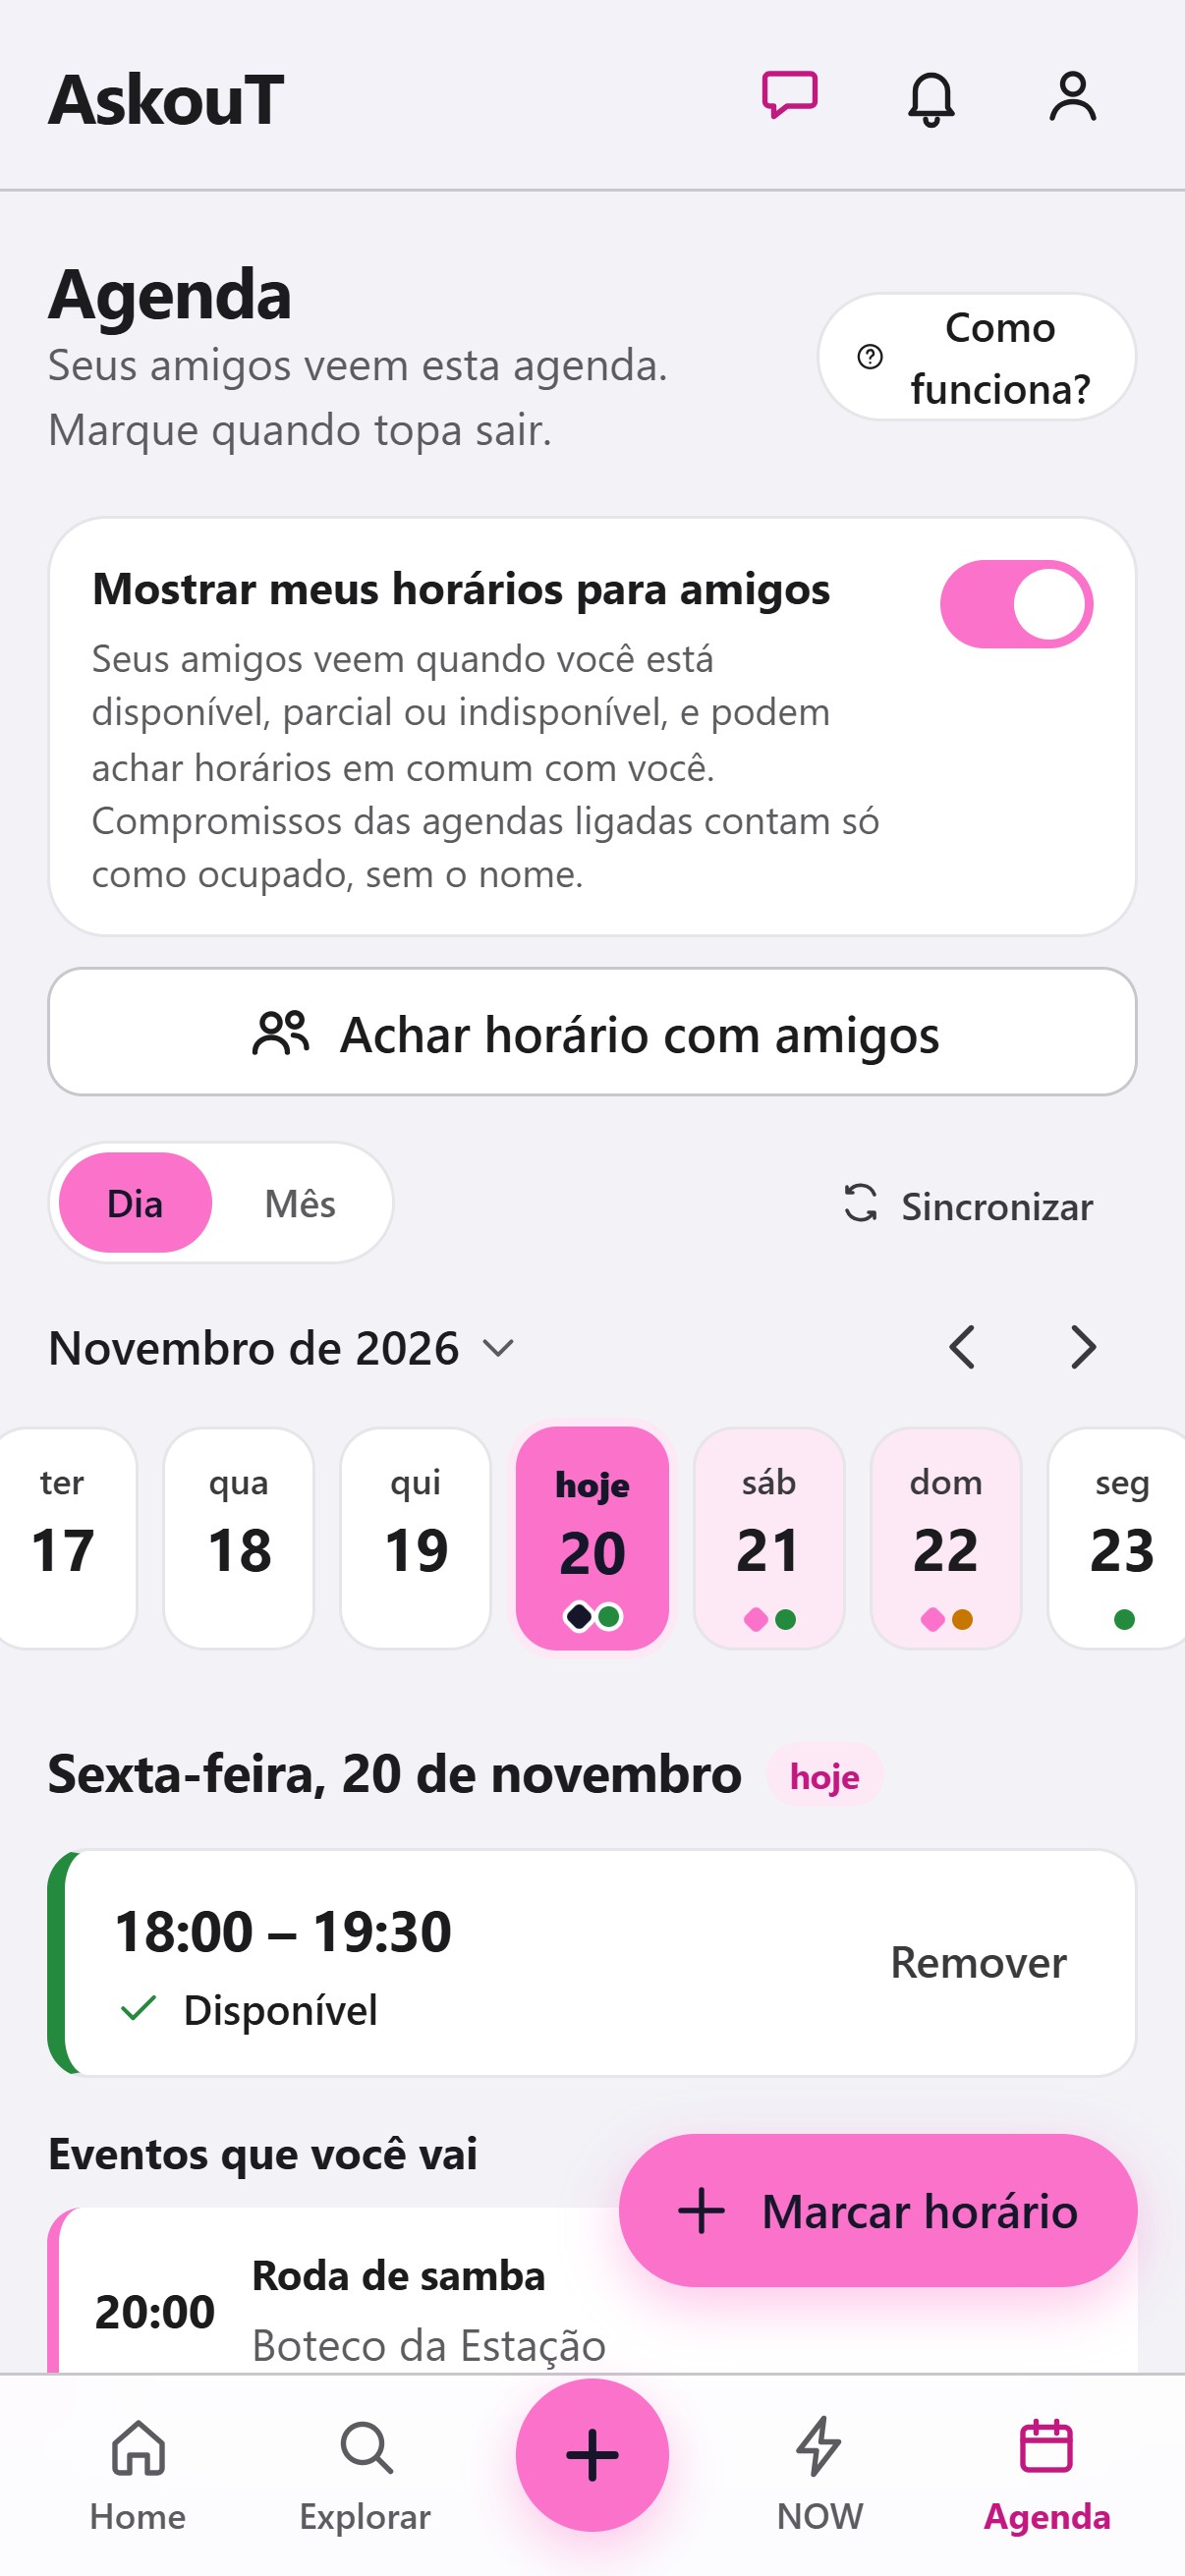 AskouT
Agenda
Seus amigos veem esta agenda.
Marque quando topa sair.
Como
funciona?
Mostrar meus horários para amigos
Seus amigos veem quando você está
disponível, parcial ou indisponível, e podem
achar horários em comum com você.
Compromissos das agendas ligadas contam só
como ocupado, sem o nome.
Achar horário com amigos
Dia
Mês
Sincronizar
Novembro de 2026
ter
17
qua
18
qui
19
hoje
20
sáb
21
dom
22
seg
23
Sexta-feira, 20 de novembro
hoje
18:00 – 19:30
Disponível
Remover
Eventos que você vai
Marcar horário
20:00
Roda de samba
Boteco da Estação
Home
Explorar
NOW
Agenda